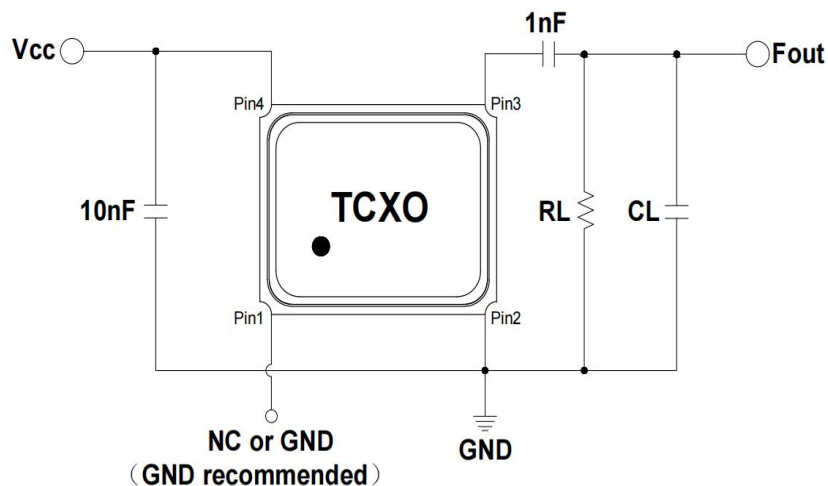 1nF
Vcc
Fout
Pin4
Pin3
10nF
TCXO
RL
CL
Pin1
Pin2
NC or GND
（GND recommended）
GND